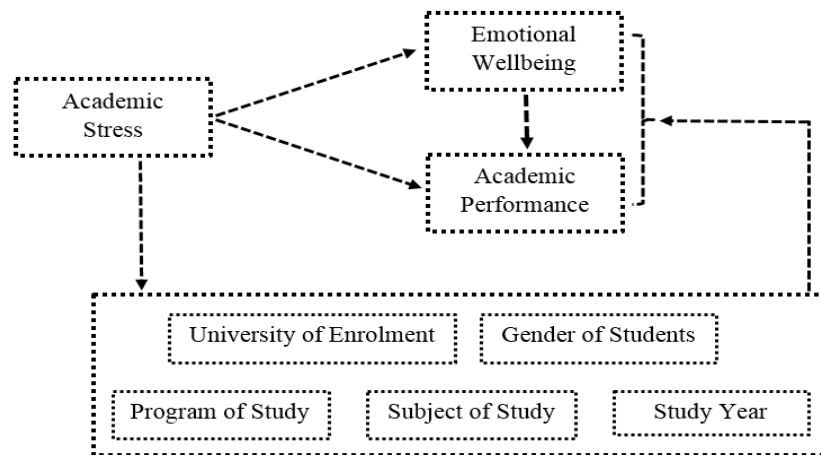 Emotional
Wellbeing
Academic
Stress
Academic
Performance
University of Enrolment
Gender of Students
Program of Study
Subject of Study
Study Year